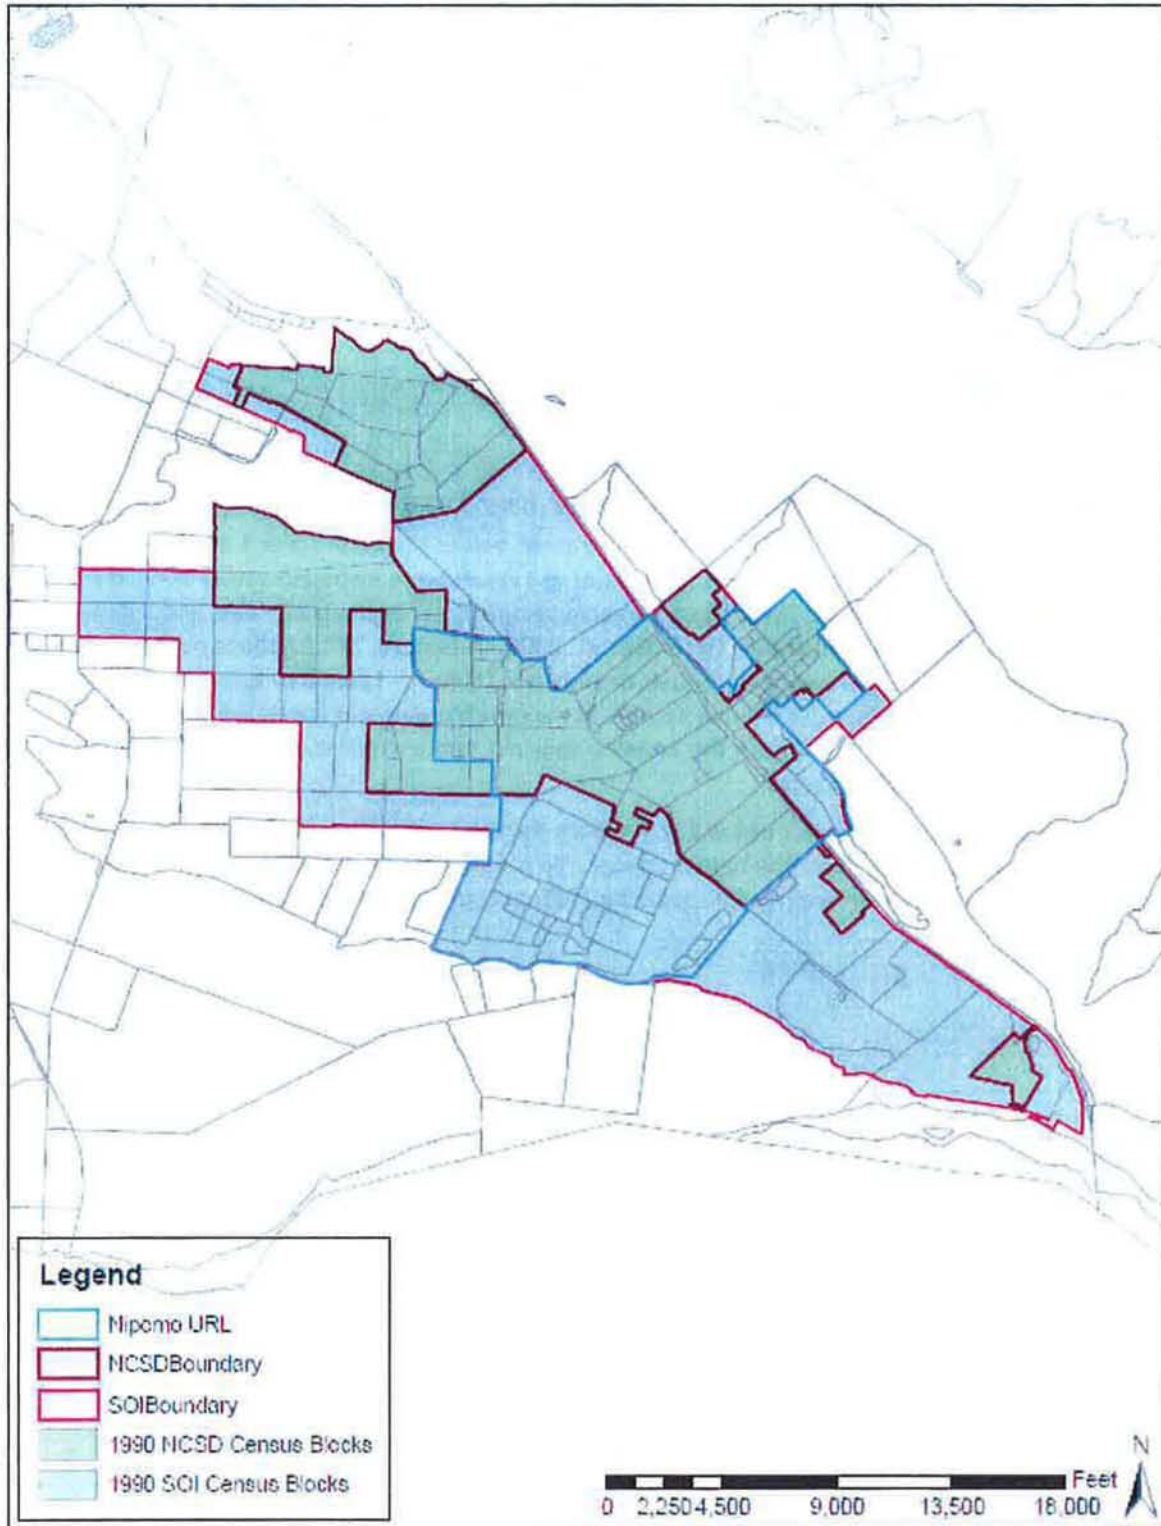 Legend
Nipomo URL
NCSDBoundary
SOIBoundary
1990 NCSD Census Blocks
1990 SOI Census Blocks
N
Feet
0 2,250 4,500 9,000 13,500 18,000